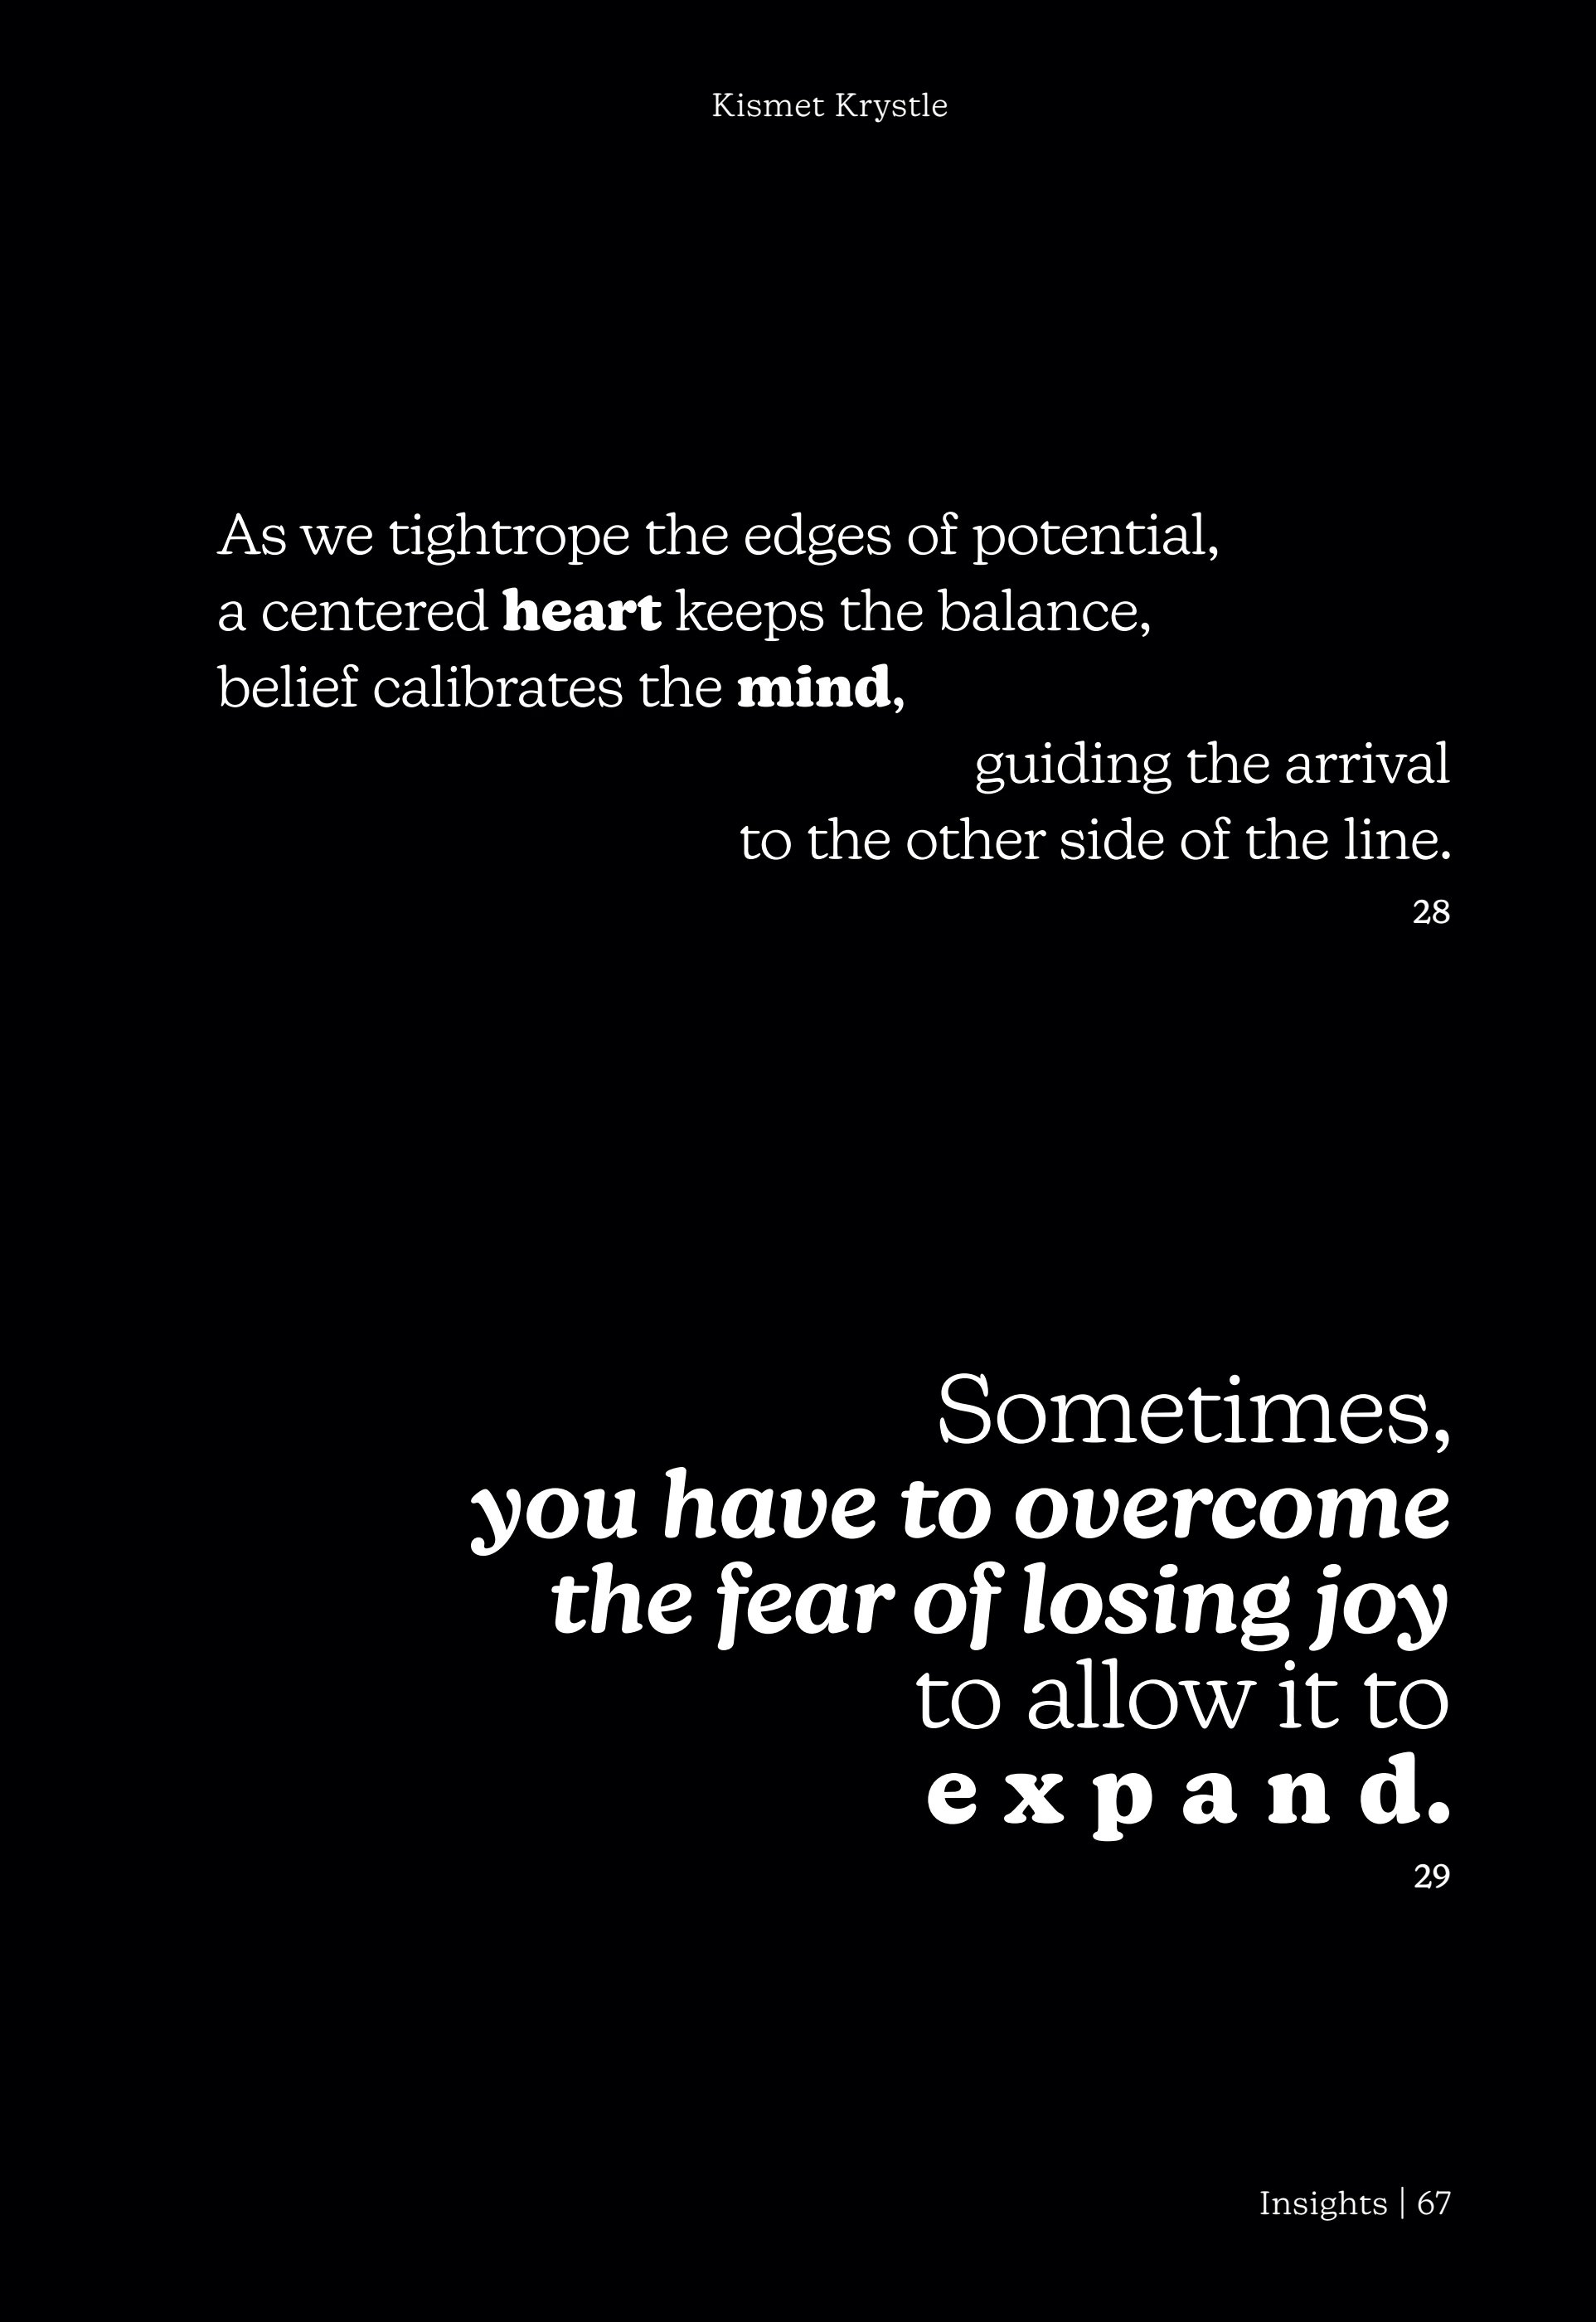 Kismet Krystle
As we tightrope the edges of potential,
a centered heart keeps the balance,
belief calibrates the mind,
guiding the arrival
to the other side of the line.
28
Sometimes,
you have to overcome
the fear of losing joy
to allow it to
e x p a n d.
29
Insights | 67